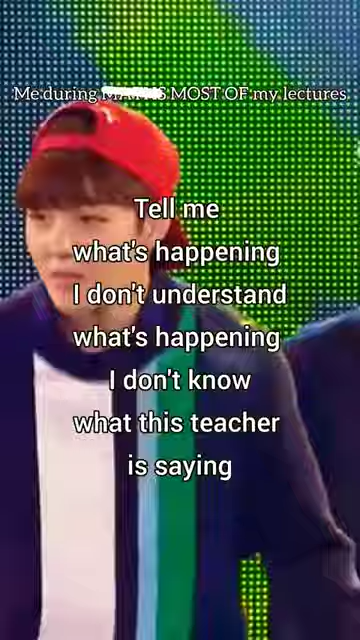 Me during MATHS MOST OF my lectures
Tell me
what's happening
I don't understand
what's happening
I don't know
what this teacher
is saying